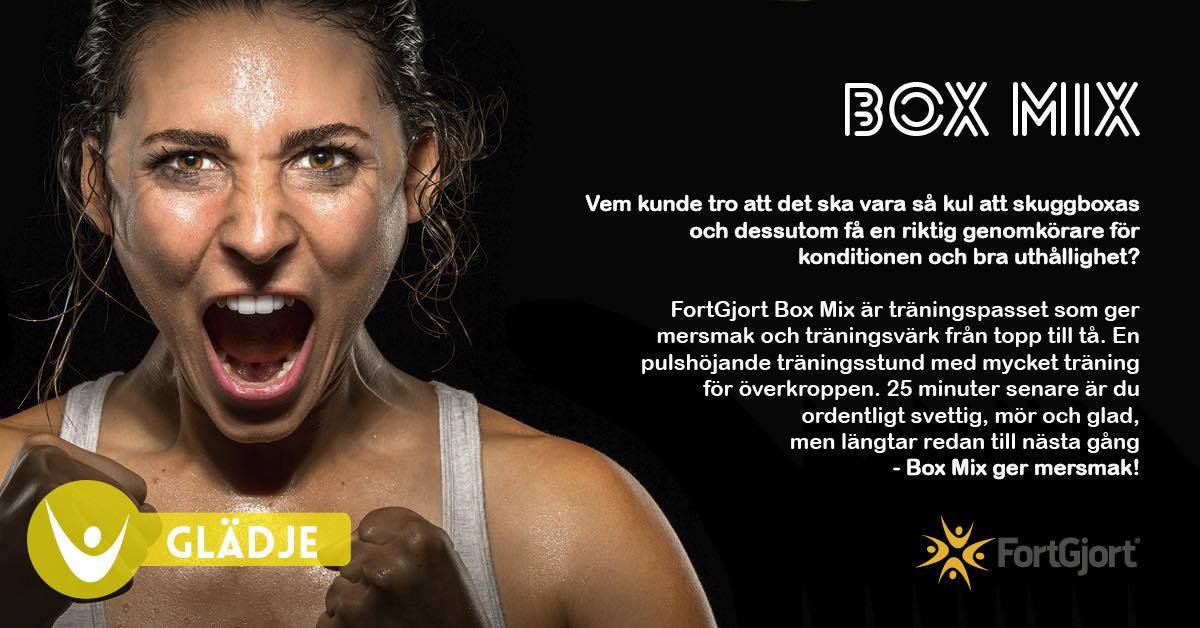 BOX MIX
Vem kunde tro att det ska vara så kul att skuggboxas
och dessutom få en riktig genomkörare för
konditionen och bra uthållighet?
FortGjort Box Mix är träningspasset som ger
mersmak och träningsvärk från topp till tå. En
pulshöjande träningsstund med mycket träning
för överkroppen. 25 minuter senare är du
ordentligt svettig, mör och glad,
men längtar redan till nästa gång
- Box Mix ger mersmak!
GLÄDJE
FortGjort®